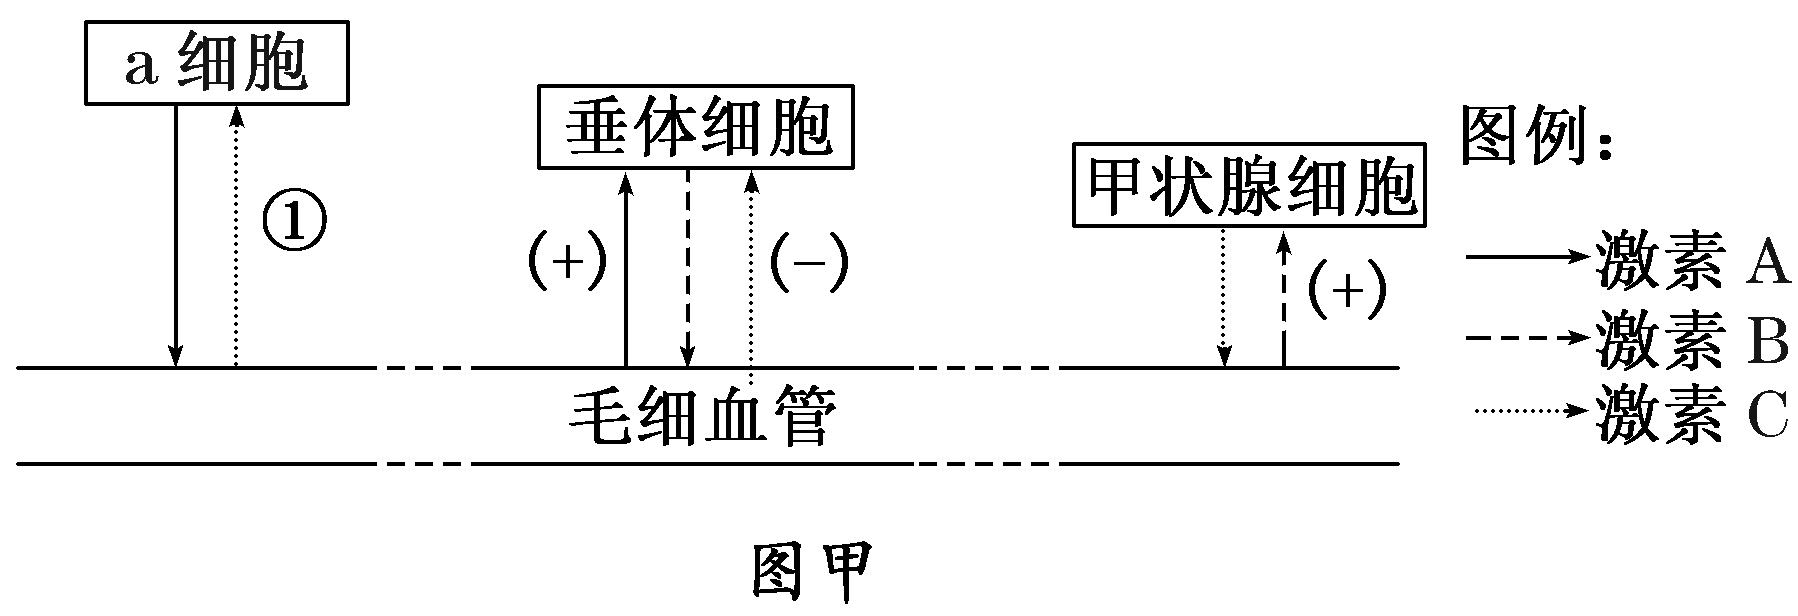 a 细胞
①
垂体细胞
(+)
(−)
甲状腺细胞
(+)
毛细血管
图例：
激素 A
激素 B
激素 C
图甲